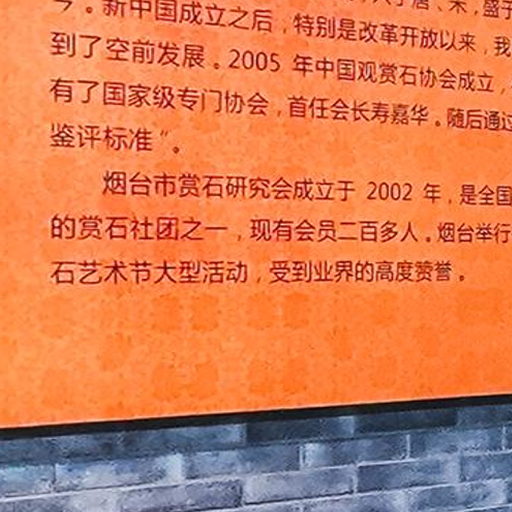 今。新中国成立之后，特别是改革开放以来，我
到了空前发展。2005 年中国观赏石协会成立，
有了国家级专门协会，首任会长寿嘉华。随后通过
鉴评标准”。
烟台市赏石研究会成立于 2002 年，是全国
的赏石社团之一，现有会员二百多人。烟台举行
石艺术节大型活动，受到业界的高度赞誉。